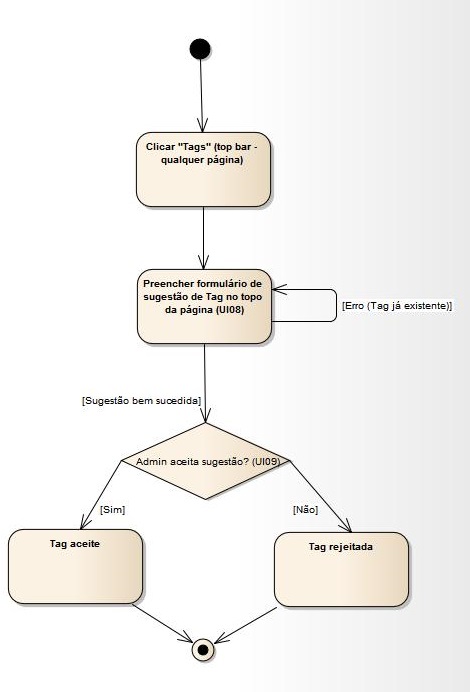 Clicar "Tags" (top bar -
qualquer página)
Preencher formulário de
sugestão de Tag no topo
da página (UI08)
[Erro (Tag já existente)]
[Sugestão bem sucedida]
Admin aceita sugestão? (UI09)
[Sim]
[Não]
Tag aceite
Tag rejeitada